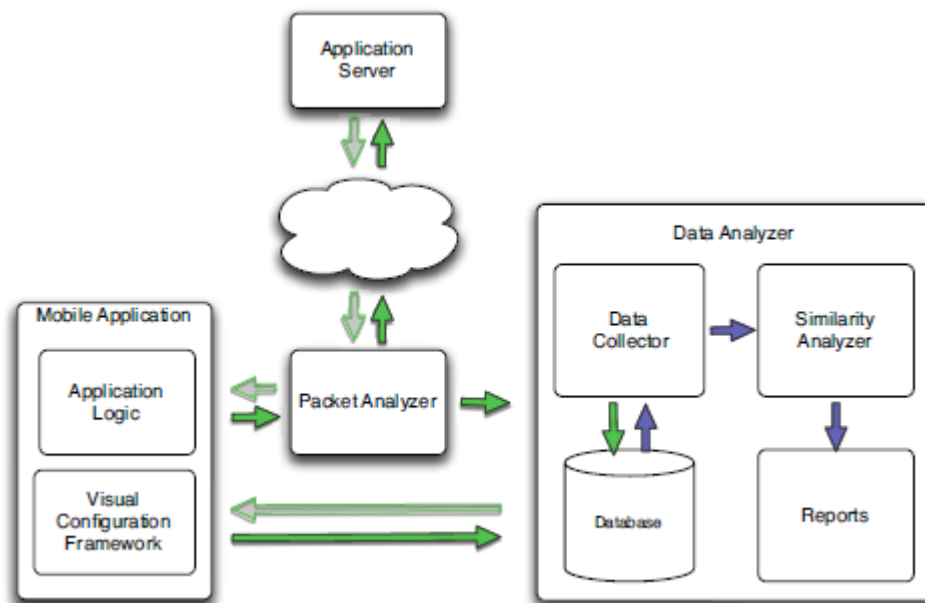 Application
Server
Data Analyzer
Mobile Application
Data
Collector
Similarity
Analyzer
Application
Logic
Packet Analyzer
Visual
Configuration
Framework
Database
Reports